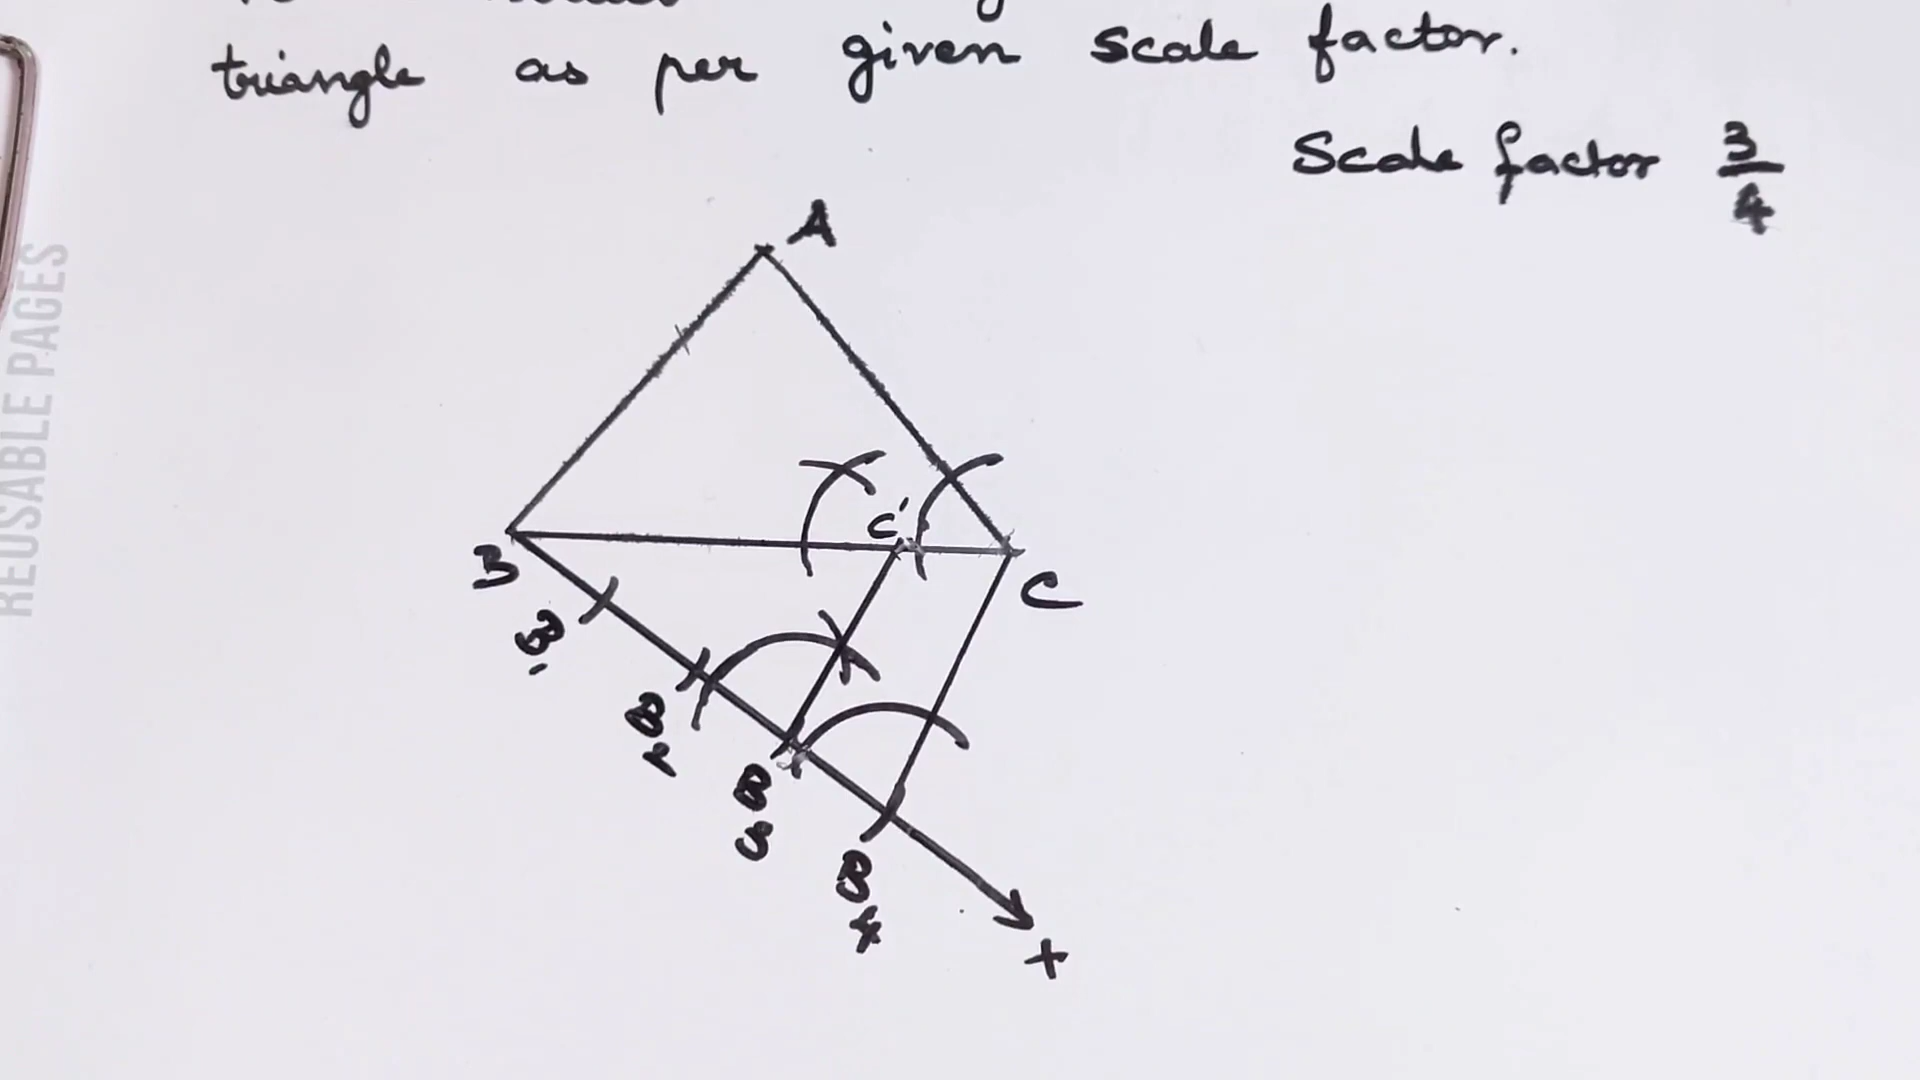 triangle as per given scale factor.
Scale factor 3/4
A
C'
B
C
B1
B2
B3
B4
X
REUSABLE PAGES